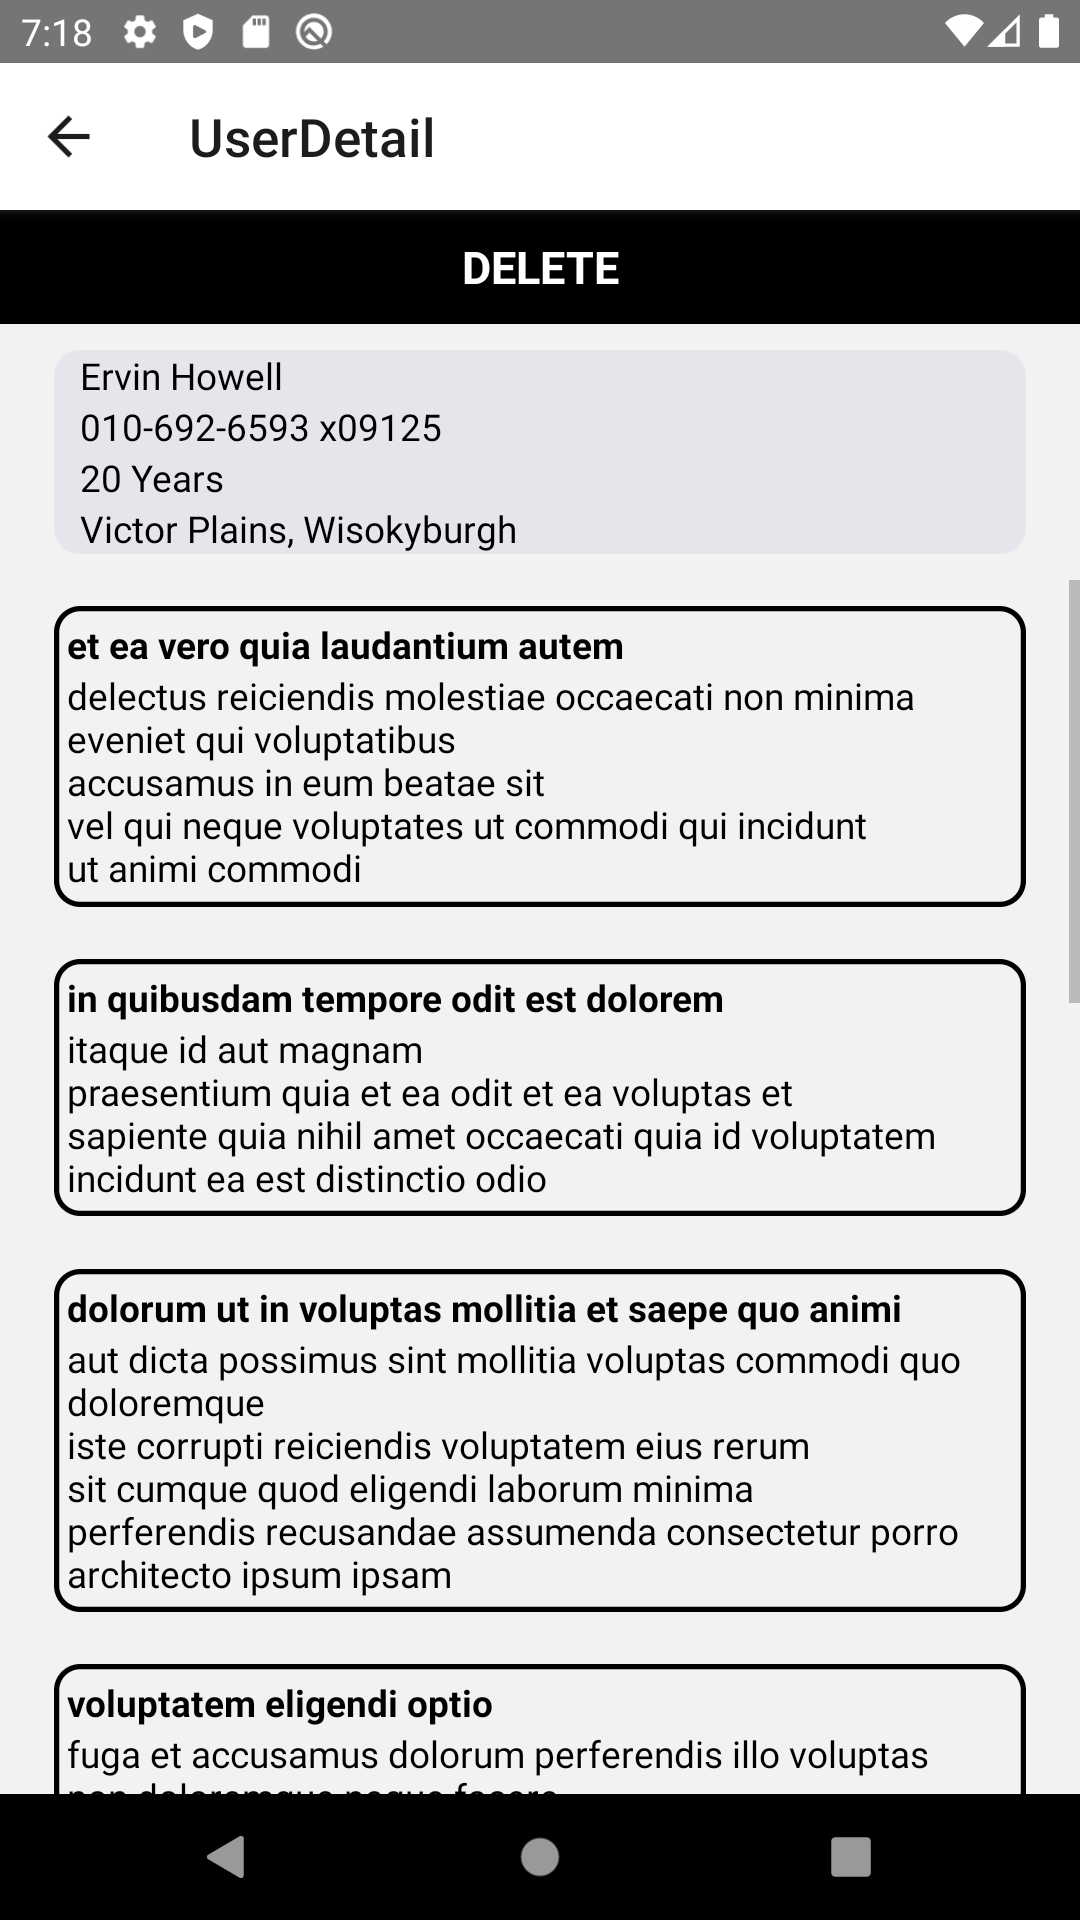 7:18
UserDetail
DELETE
Ervin Howell
010-692-6593 x09125
20 Years
Victor Plains, Wisokyburgh
et ea vero quia laudantium autem
delectus reiciendis molestiae occaecati non minima
eveniet qui voluptatibus
accusamus in eum beatae sit
vel qui neque voluptates ut commodi qui incidunt
ut animi commodi
in quibusdam tempore odit est dolorem
itaque id aut magnam
praesentium quia et ea odit et ea voluptas et
sapiente quia nihil amet occaecati quia id voluptatem
incidunt ea est distinctio odio
dolorum ut in voluptas mollitia et saepe quo animi
aut dicta possimus sint mollitia voluptas commodi quo
doloremque
iste corrupti reiciendis voluptatem eius rerum
sit cumque quod eligendi laborum minima
perferendis recusandae assumenda consectetur porro
architecto ipsum ipsam
voluptatem eligendi optio
fuga et accusamus dolorum perferendis illo voluptas
non doloremque neque facere